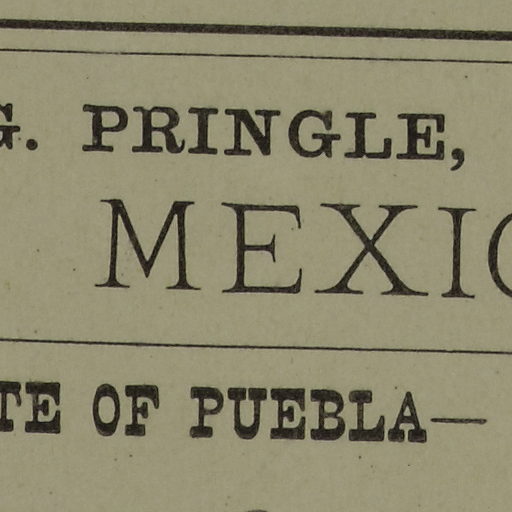 G. PRINGLE,
MEXIC
TE OF PUEBLA—